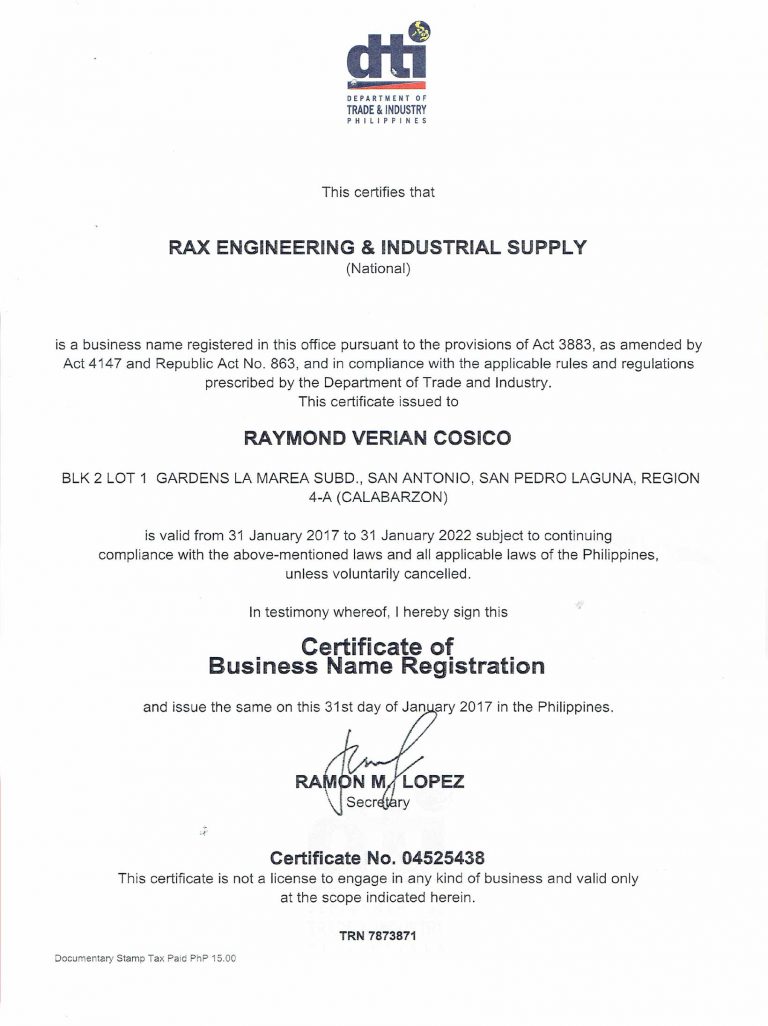 dti
DEPARTMENT OF
TRADE & INDUSTRY
PHILIPPINES
This certifies that
RAX ENGINEERING & INDUSTRIAL SUPPLY
(National)
is a business name registered in this office pursuant to the provisions of Act 3883, as amended by
Act 4147 and Republic Act No. 863, and in compliance with the applicable rules and regulations
prescribed by the Department of Trade and Industry.
This certificate issued to
RAYMOND VERIAN COSICO
BLK 2 LOT 1 GARDENS LA MAREA SUBD., SAN ANTONIO, SAN PEDRO LAGUNA, REGION
4-A (CALABARZON)
is valid from 31 January 2017 to 31 January 2022 subject to continuing
compliance with the above-mentioned laws and all applicable laws of the Philippines,
unless voluntarily cancelled.
In testimony whereof, I hereby sign this
Certificate of
Business Name Registration
and issue the same on this 31st day of January 2017 in the Philippines.
RAMON M. LOPEZ
Secretary
Certificate No. 04525438
This certificate is not a license to engage in any kind of business and valid only
at the scope indicated herein.
TRN 7873871
Documentary Stamp Tax Paid PhP 15.00